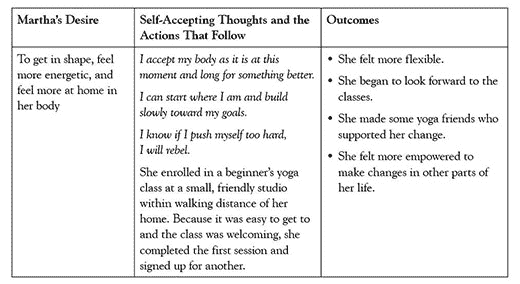 Martha's Desire
Self-Accepting Thoughts and the
Actions That Follow
Outcomes
To get in shape, feel
more energetic, and
feel more at home in
her body
I accept my body as it is at this
moment and long for something better.
I can start where I am and build
slowly toward my goals.
I know if I push myself too hard,
I will rebel.
She enrolled in a beginner's yoga
class at a small, friendly studio
within walking distance of her
home. Because it was easy to get to
and the class was welcoming, she
completed the first session and
signed up for another.
• She felt more flexible.
• She began to look forward to the
classes.
• She made some yoga friends who
supported her change.
• She felt more empowered to
make changes in other parts of
her life.